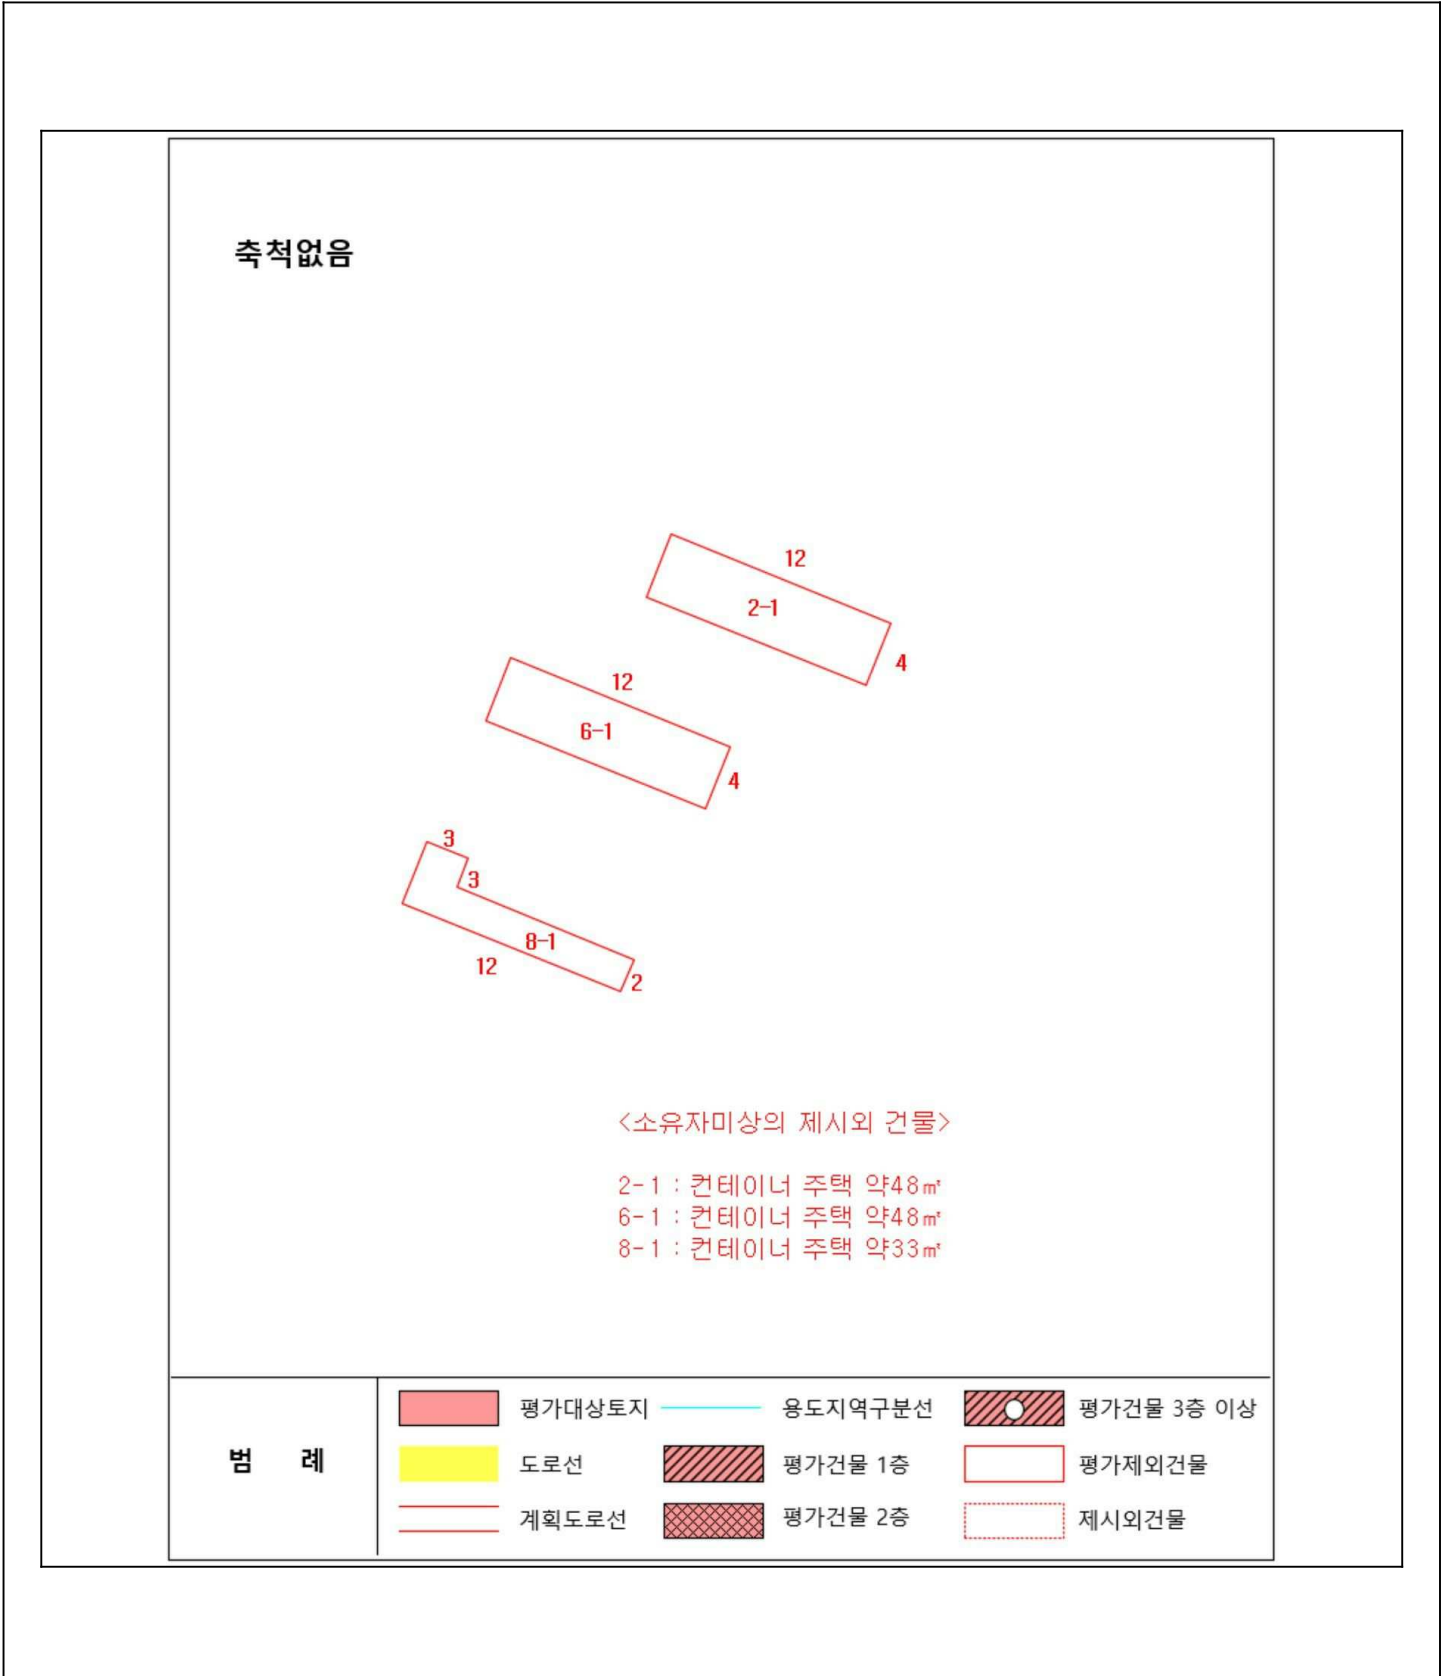 축척없음
12
2-1
4
12
6-1
4
3
3
8-1
12
2
<소유자미상의 제시외 건물>
2-1 : 컨테이너 주택 약48㎡
6-1 : 컨테이너 주택 약48㎡
8-1 : 컨테이너 주택 약33㎡
범 례
평가대상토지 용도지역구분선 평가건물 3층 이상
도로선 평가건물 1층 평가제외건물
계획도로선 평가건물 2층 제시외건물